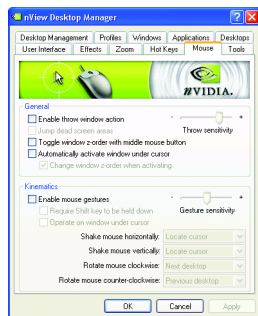 nView Desktop Manager
Desktop Management Profiles Windows Applications Desktops
User Interface Effects Zoom Hot Keys Mouse Tools
NVIDIA.
General
Enable throw window action - +
Jump dead screen areas Throw sensitivity
Toggle window z-order with middle mouse button
Automatically activate window under cursor
Change window z-order when activating
Kinematics
Enable mouse gestures - +
Require Shift key to be held down Gesture sensitivity
Operate on window under cursor
Shake mouse horizontally: Locate cursor
Shake mouse vertically: Locate cursor
Rotate mouse clockwise: Next desktop
Rotate mouse counter-clockwise: Previous desktop
OK Cancel Apply